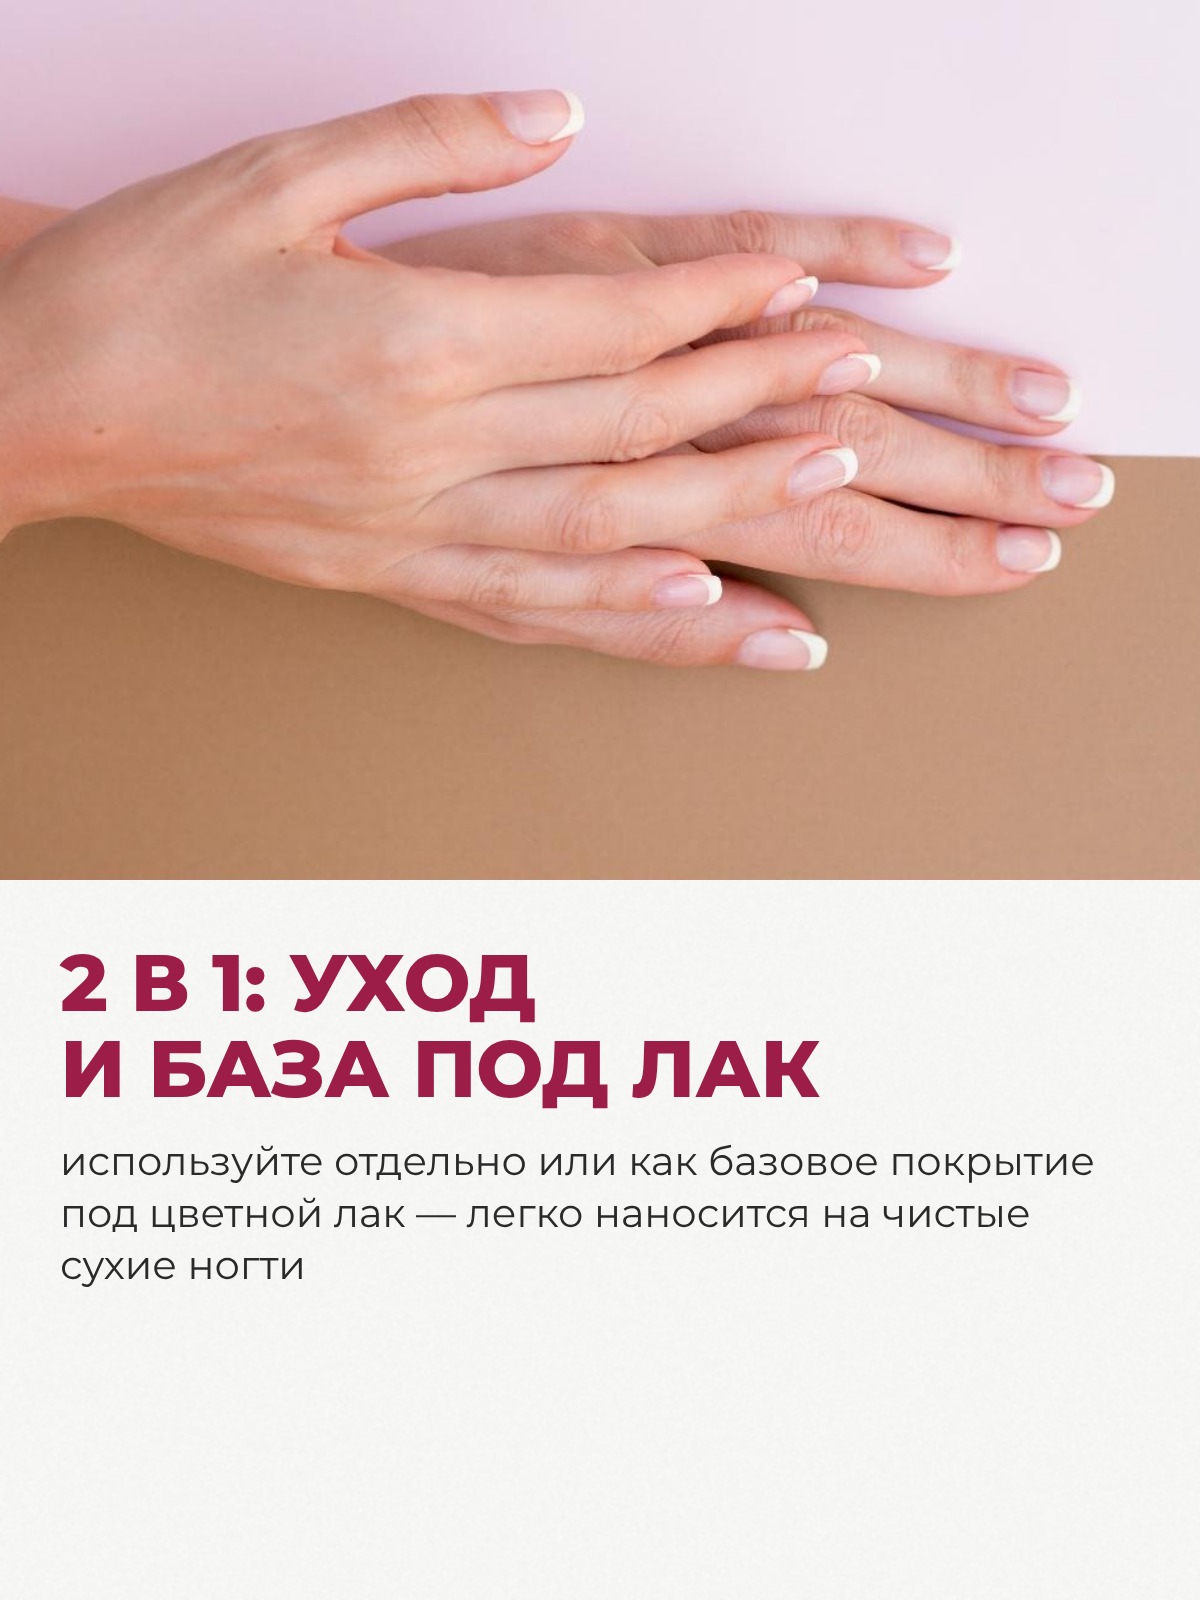 2 В 1: УХОД
И БАЗА ПОД ЛАК
используйте отдельно или как базовое покрытие
под цветной лак — легко наносится на чистые
сухие ногти